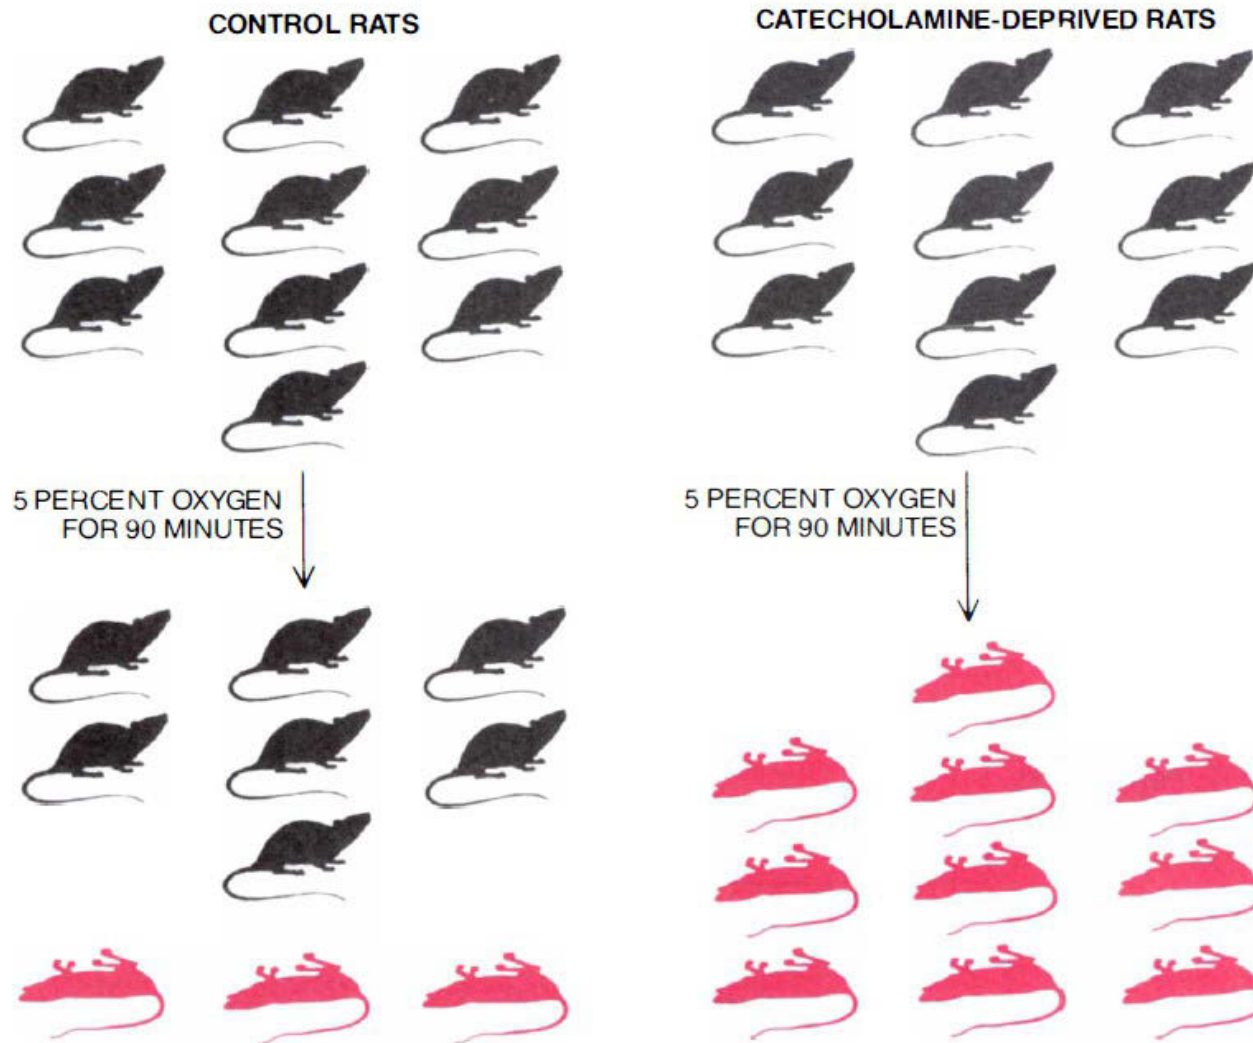 CONTROL RATS
CATECHOLAMINE-DEPRIVED RATS
5 PERCENT OXYGEN
FOR 90 MINUTES
5 PERCENT OXYGEN
FOR 90 MINUTES